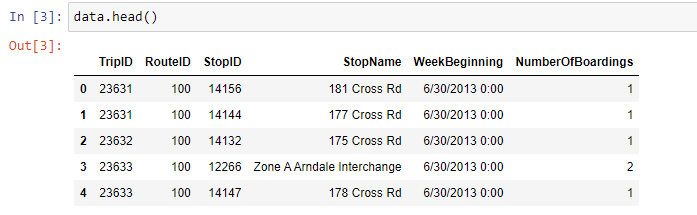 In [3]: data.head()
Out[3]:
TripID RouteID StopID StopName WeekBeginning NumberOfBoardings
0 23631 100 14156 181 Cross Rd 6/30/2013 0:00 1
1 23631 100 14144 177 Cross Rd 6/30/2013 0:00 1
2 23632 100 14132 175 Cross Rd 6/30/2013 0:00 1
3 23633 100 12266 Zone A Arndale Interchange 6/30/2013 0:00 2
4 23633 100 14147 178 Cross Rd 6/30/2013 0:00 1